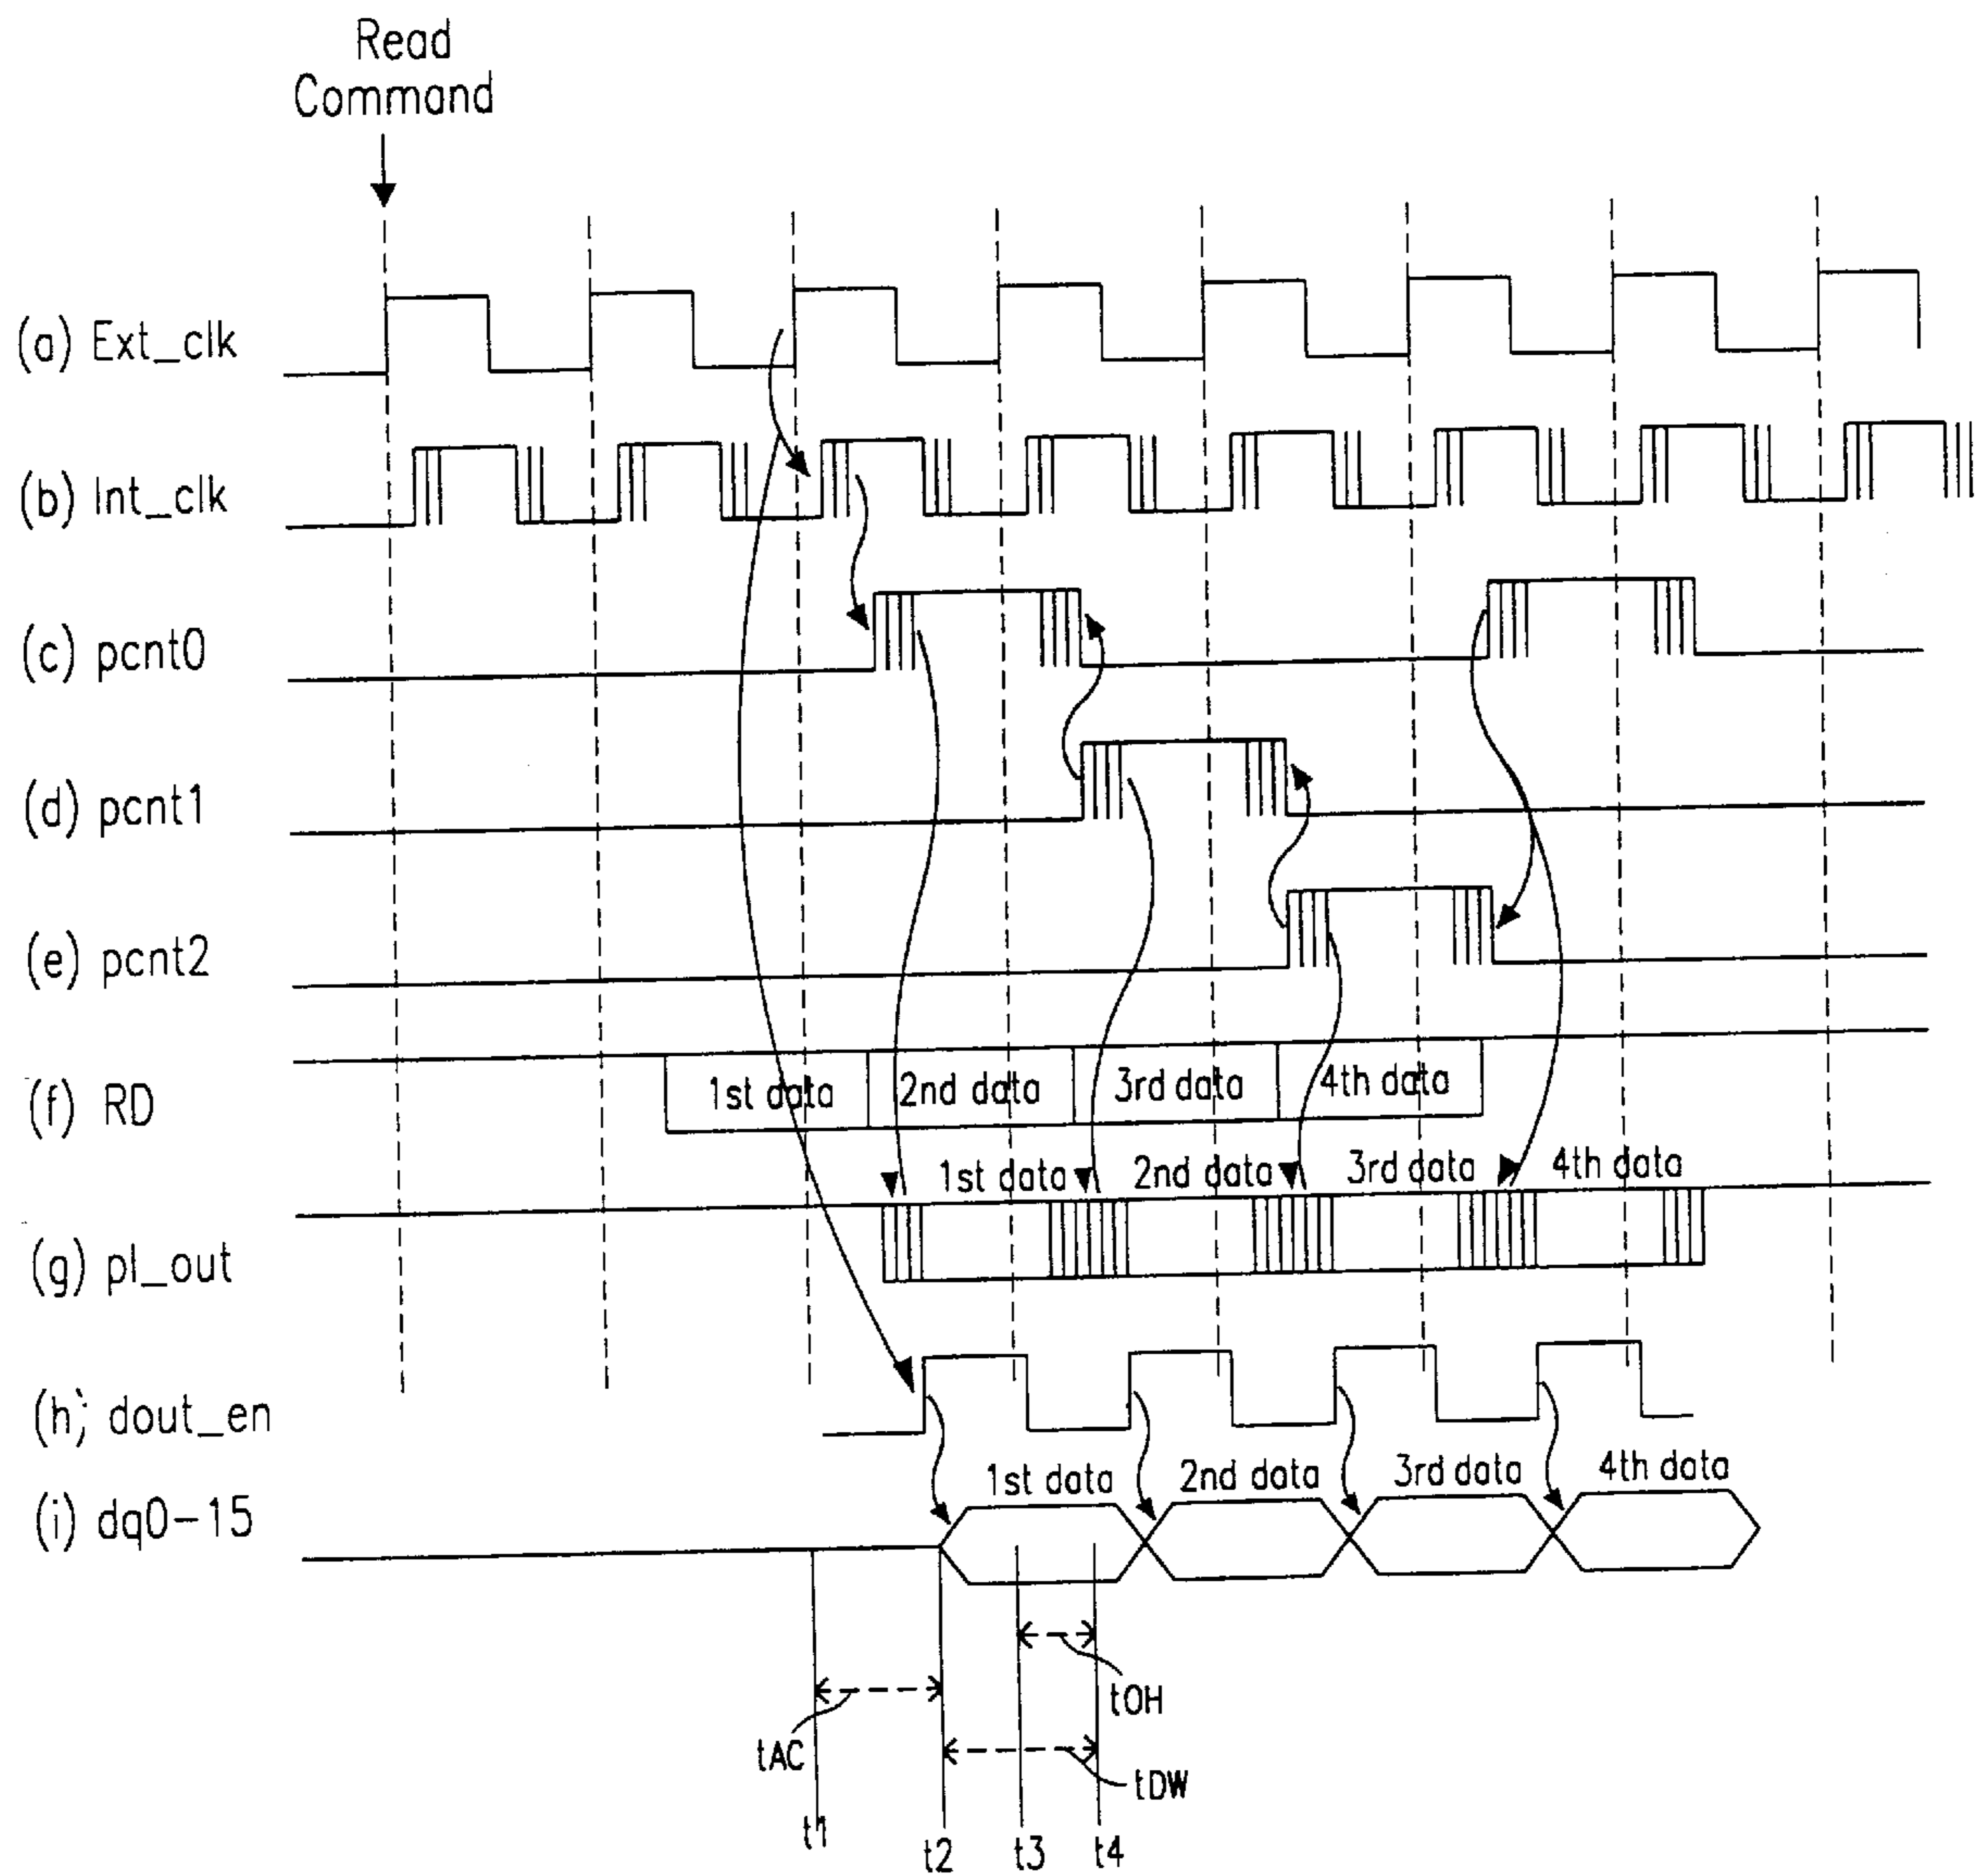 Read
Command
(a) Ext_clk
(b) Int_clk
(c) pcnt0
(d) pcnt1
(e) pcnt2
(f) RD
1st data
2nd data
3rd data
4th data
1st data
2nd data
3rd data
4th data
(g) pl_out
(h) dout_en
1st data
2nd data
3rd data
4th data
(i) dq0-15
tOH
tAC
tDW
t1
t2
t3
t4